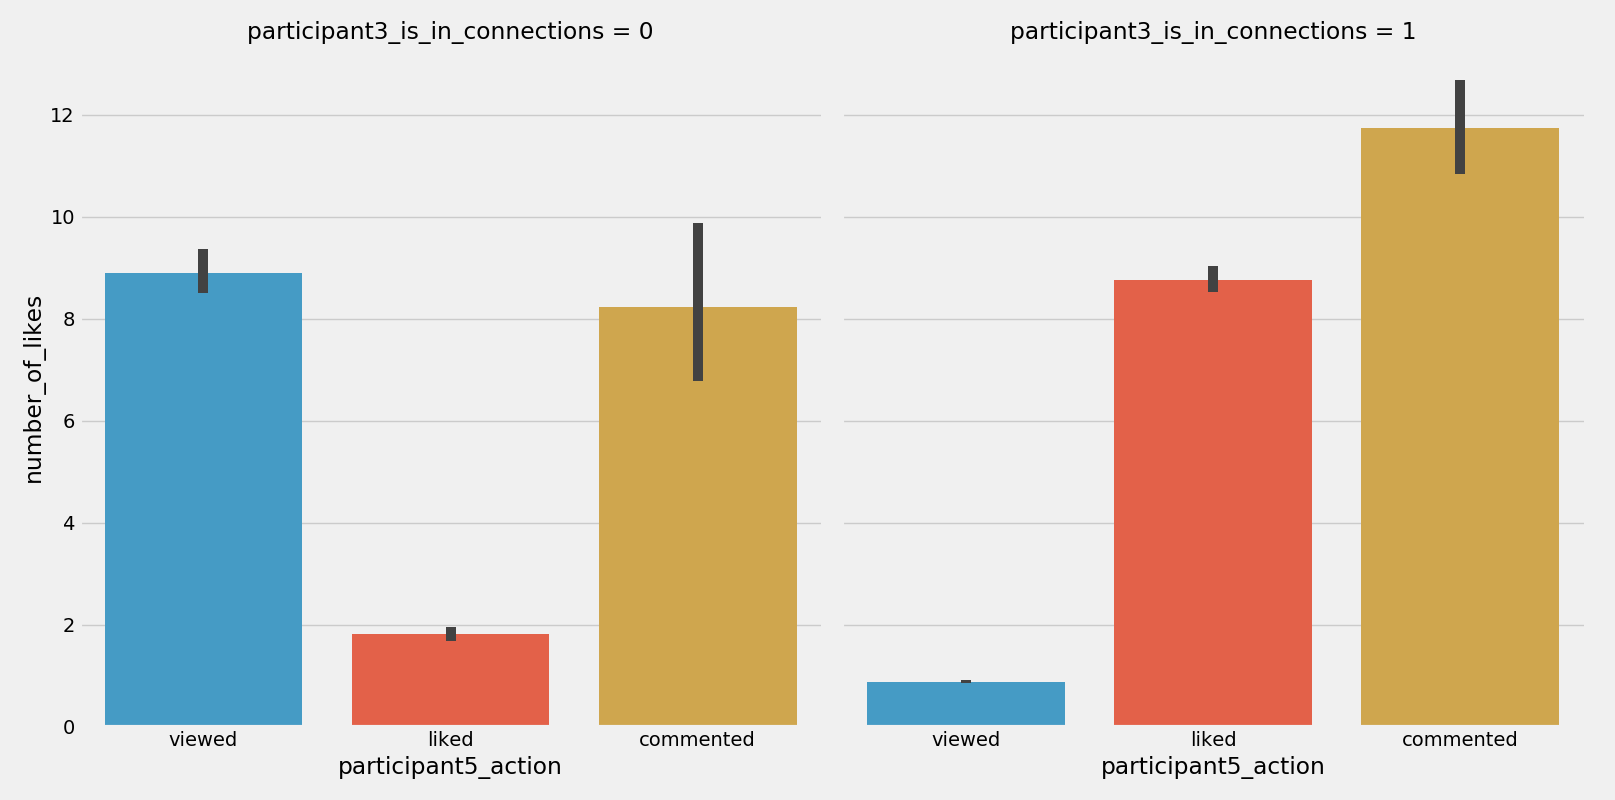 participant3_is_in_connections = 0
participant3_is_in_connections = 1
number_of_likes
12
10
8
6
4
2
0
viewed liked commented
viewed liked commented
participant5_action
participant5_action